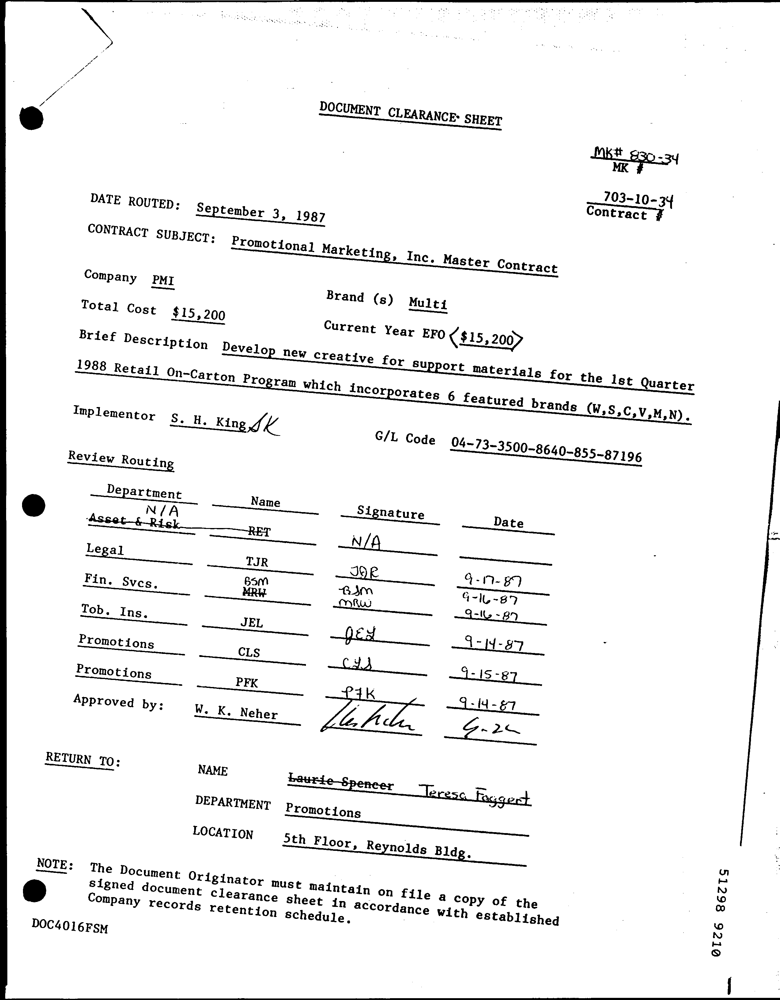 DOCUMENT CLEARANCE SHEET
MK# 830-34
MK #
703-10-34
Contract #
DATE ROUTED: September 3, 1987
CONTRACT SUBJECT: Promotional Marketing, Inc. Master Contract
Company PMI
Brand (s) Multi
Total Cost $15,200
Current Year EFO <$15,200>
Brief Description Develop new creative for support materials for the 1st Quarter
1988 Retail On-Carton Program which incorporates 6 featured brands (W,S,C,V,M,N).
Implementor S. H. King SK
G/L Code 04-73-3500-8640-855-87196
Review Routing
Department Name Signature Date
N/A
Asset & Risk RET N/A
Legal TJR TJR 9-17-87
Fin. Svcs. BSM BSM 9-16-87
MRW MRW 9-16-87
Tob. Ins. JEL JEL 9-14-87
Promotions CLS CLS 9-15-87
Promotions PFK PFK 9-14-87
Approved by: W. K. Neher
RETURN TO:
NAME Laurie Spencer Teresa Faggert
DEPARTMENT Promotions
LOCATION 5th Floor, Reynolds Bldg.
NOTE: The Document Originator must maintain on file a copy of the
signed document clearance sheet in accordance with established
Company records retention schedule.
DOC4016FSM
51298 9210